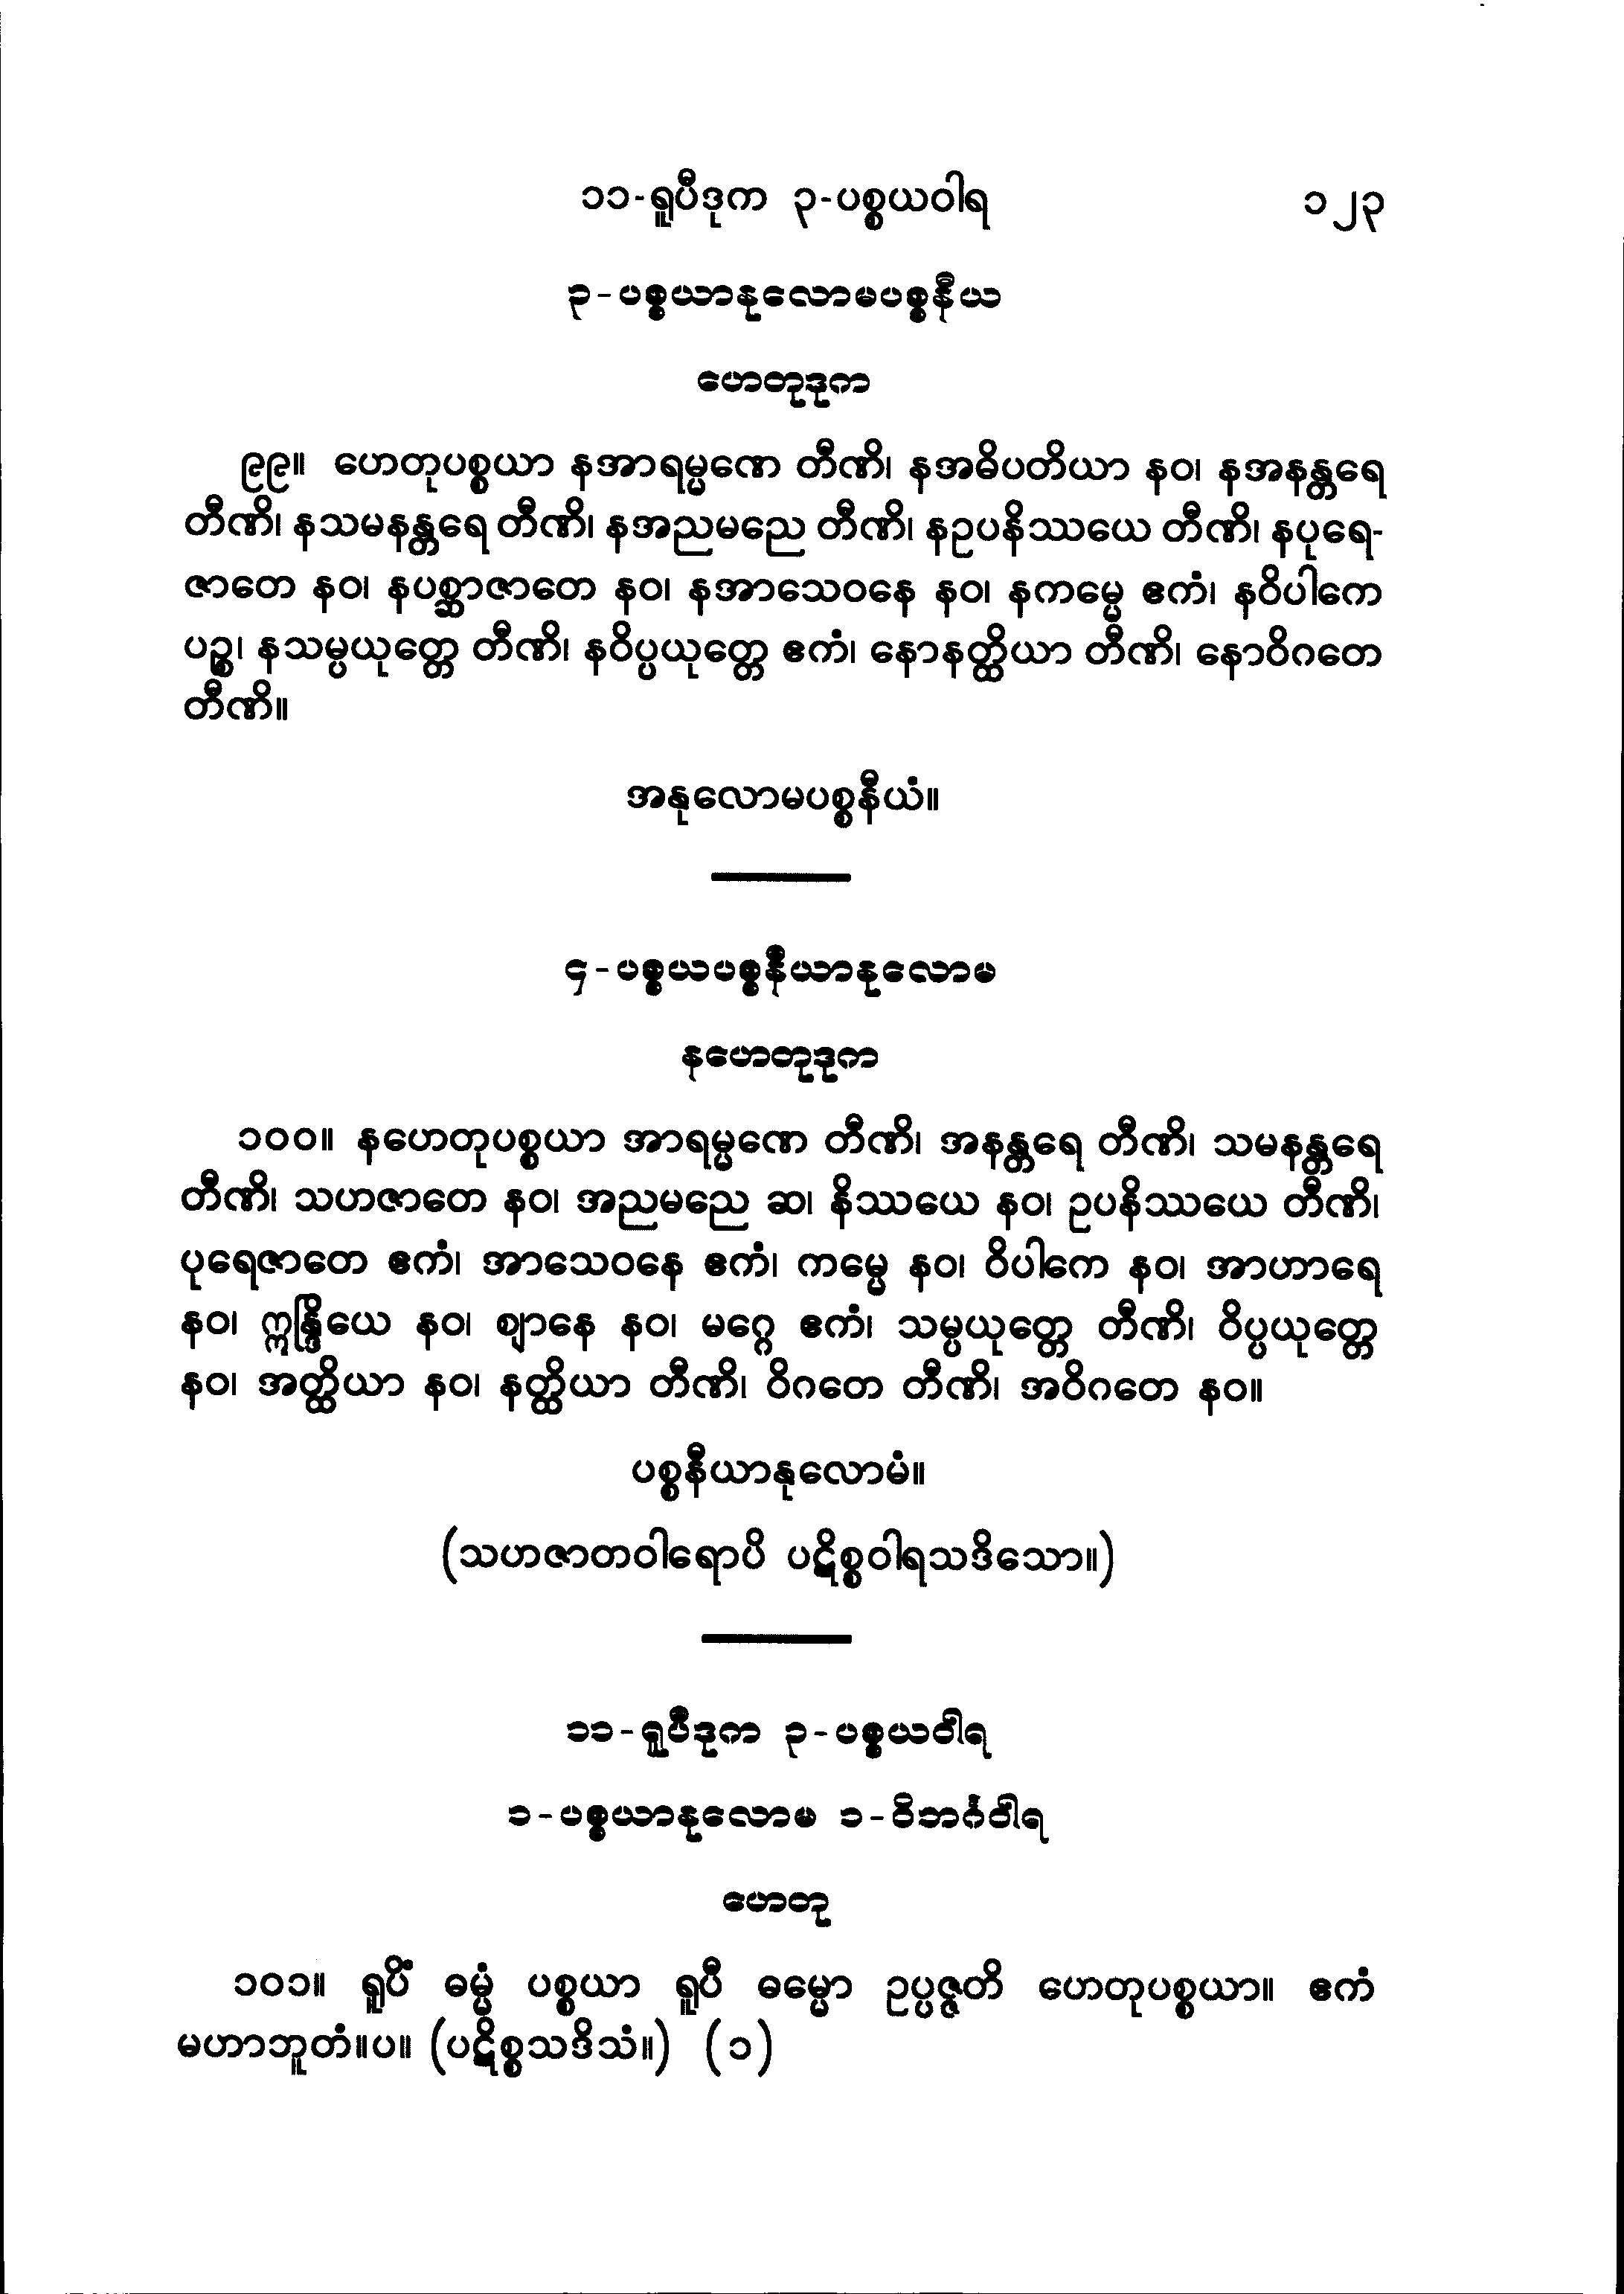 ၁၁-ရူပီဒုက ၃-ပစ္စယဝါရ ၁၂၃
၃-ပစ္စယာနုလောမပစ္စနီယ
ဟေတုဒုက
၉၉။ ဟေတုပစ္စယာ နအာရမ္မဏေ တီဏိ၊ နအဓိပတိယာ နဝ၊ နအနန္တရေ
တီဏိ၊ နသမနန္တရေ တီဏိ၊ နအညမညေ တီဏိ၊ နဥပနိဿယေ တီဏိ၊ နပုရေ-
ဇာတေ နဝ၊ နပစ္ဆာဇာတေ နဝ၊ နအာသေဝနေ နဝ၊ နကမ္မေ ဧကံ၊ နဝိပါကေ
ပဉ္စ၊ နသမ္ပယုတ္တေ တီဏိ၊ နဝိပ္ပယုတ္တေ ဧကံ၊ နောနတ္ထိယာ တီဏိ၊ နောဝိဂတေ
တီဏိ။
အနုလောမပစ္စနီယံ။
၄-ပစ္စယပစ္စနီယာနုလောမ
နဟေတုဒုက
၁၀၀။ နဟေတုပစ္စယာ အာရမ္မဏေ တီဏိ၊ အနန္တရေ တီဏိ၊ သမနန္တရေ
တီဏိ၊ သဟဇာတေ နဝ၊ အညမညေ ဆ၊ နိဿယေ နဝ၊ ဥပနိဿယေ တီဏိ၊
ပုရေဇာတေ ဧကံ၊ အာသေဝနေ ဧကံ၊ ကမ္မေ နဝ၊ ဝိပါကေ နဝ၊ အာဟာရေ
နဝ၊ ဣန္ဒြိယေ နဝ၊ ဈာနေ နဝ၊ မဂ္ဂေ ဧကံ၊ သမ္ပယုတ္တေ တီဏိ၊ ဝိပ္ပယုတ္တေ
နဝ၊ အတ္ထိယာ နဝ၊ နတ္ထိယာ တီဏိ၊ ဝိဂတေ တီဏိ၊ အဝိဂတေ နဝ။
ပစ္စနီယာနုလောမံ။
(သဟဇာတဝါရောပိ ပဋိစ္စဝါရသဒိသော။)
၁၁-ရူပီဒုက ၃-ပစ္စယဝါရ
၁-ပစ္စယာနုလောမ ၁-ဝိဘင်္ဂဝါရ
ဟေတု
၁၀၁။ ရူပိံ ဓမ္မံ ပစ္စယာ ရူပီ ဓမ္မော ဥပ္ပဇ္ဇတိ ဟေတုပစ္စယာ။ ဧကံ
မဟာဘူတံ။ပ။ (ပဋိစ္စသဒိသံ။) (၁)